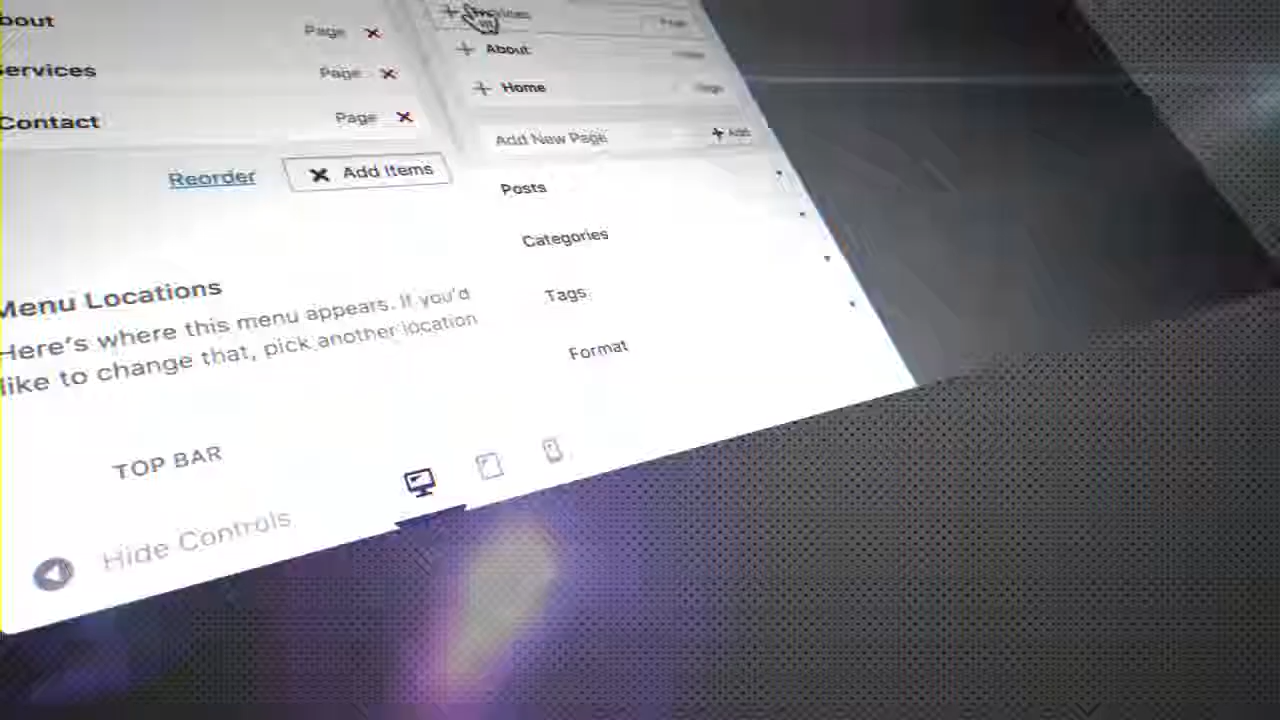 bout
Page
ervices
Page
Contact
Page
Reorder
Add Items
Menu Locations
Here's where this menu appears. If you'd
like to change that, pick another location
TOP BAR
Hide Controls
About
Home
Add New Page
Add
Posts
Categories
Tags
Format